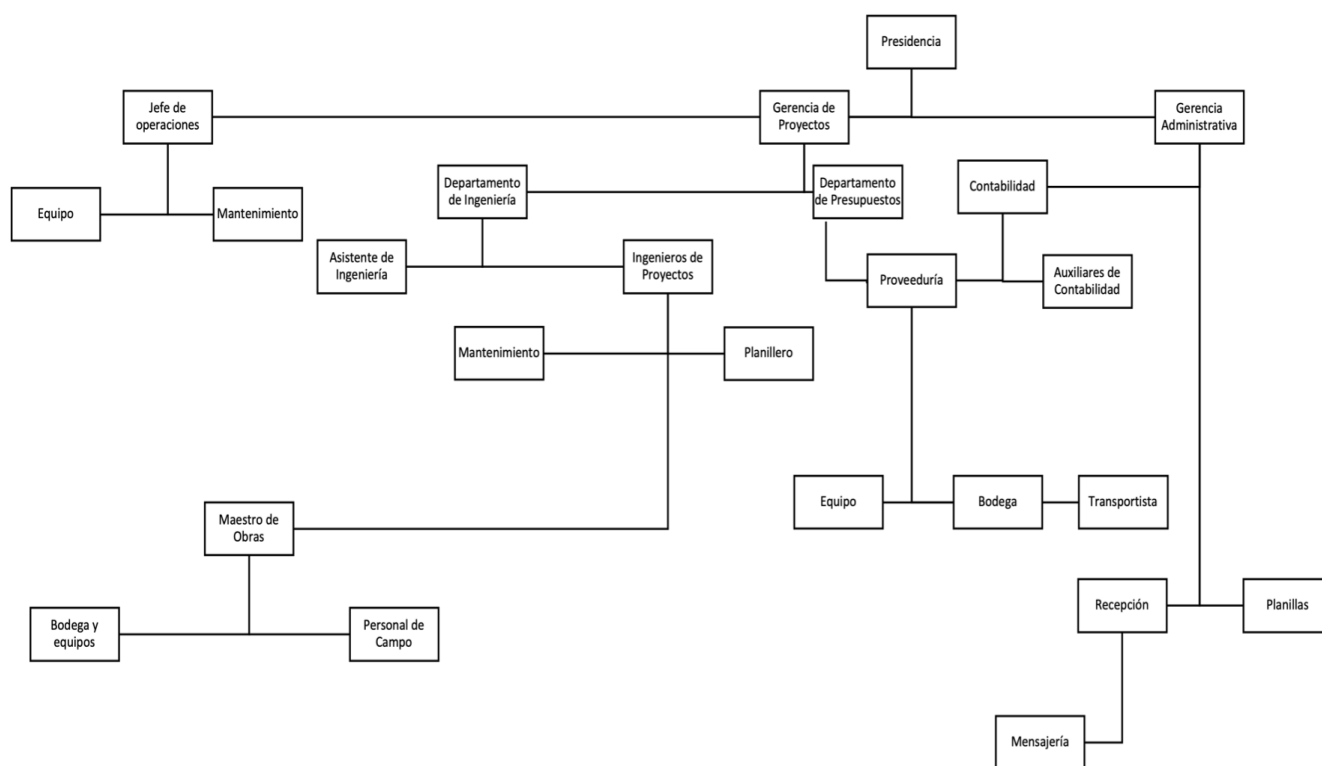 Presidencia
Jefe de
operaciones
Gerencia de
Proyectos
Gerencia
Administrativa
Departamento
de Ingeniería
Departamento
de Presupuestos
Contabilidad
Equipo
Mantenimiento
Asistente de
Ingeniería
Ingenieros de
Proyectos
Proveeduría
Auxiliares de
Contabilidad
Mantenimiento
Planillero
Equipo
Bodega
Transportista
Maestro de
Obras
Recepción
Planillas
Bodega y
equipos
Personal de
Campo
Mensajería